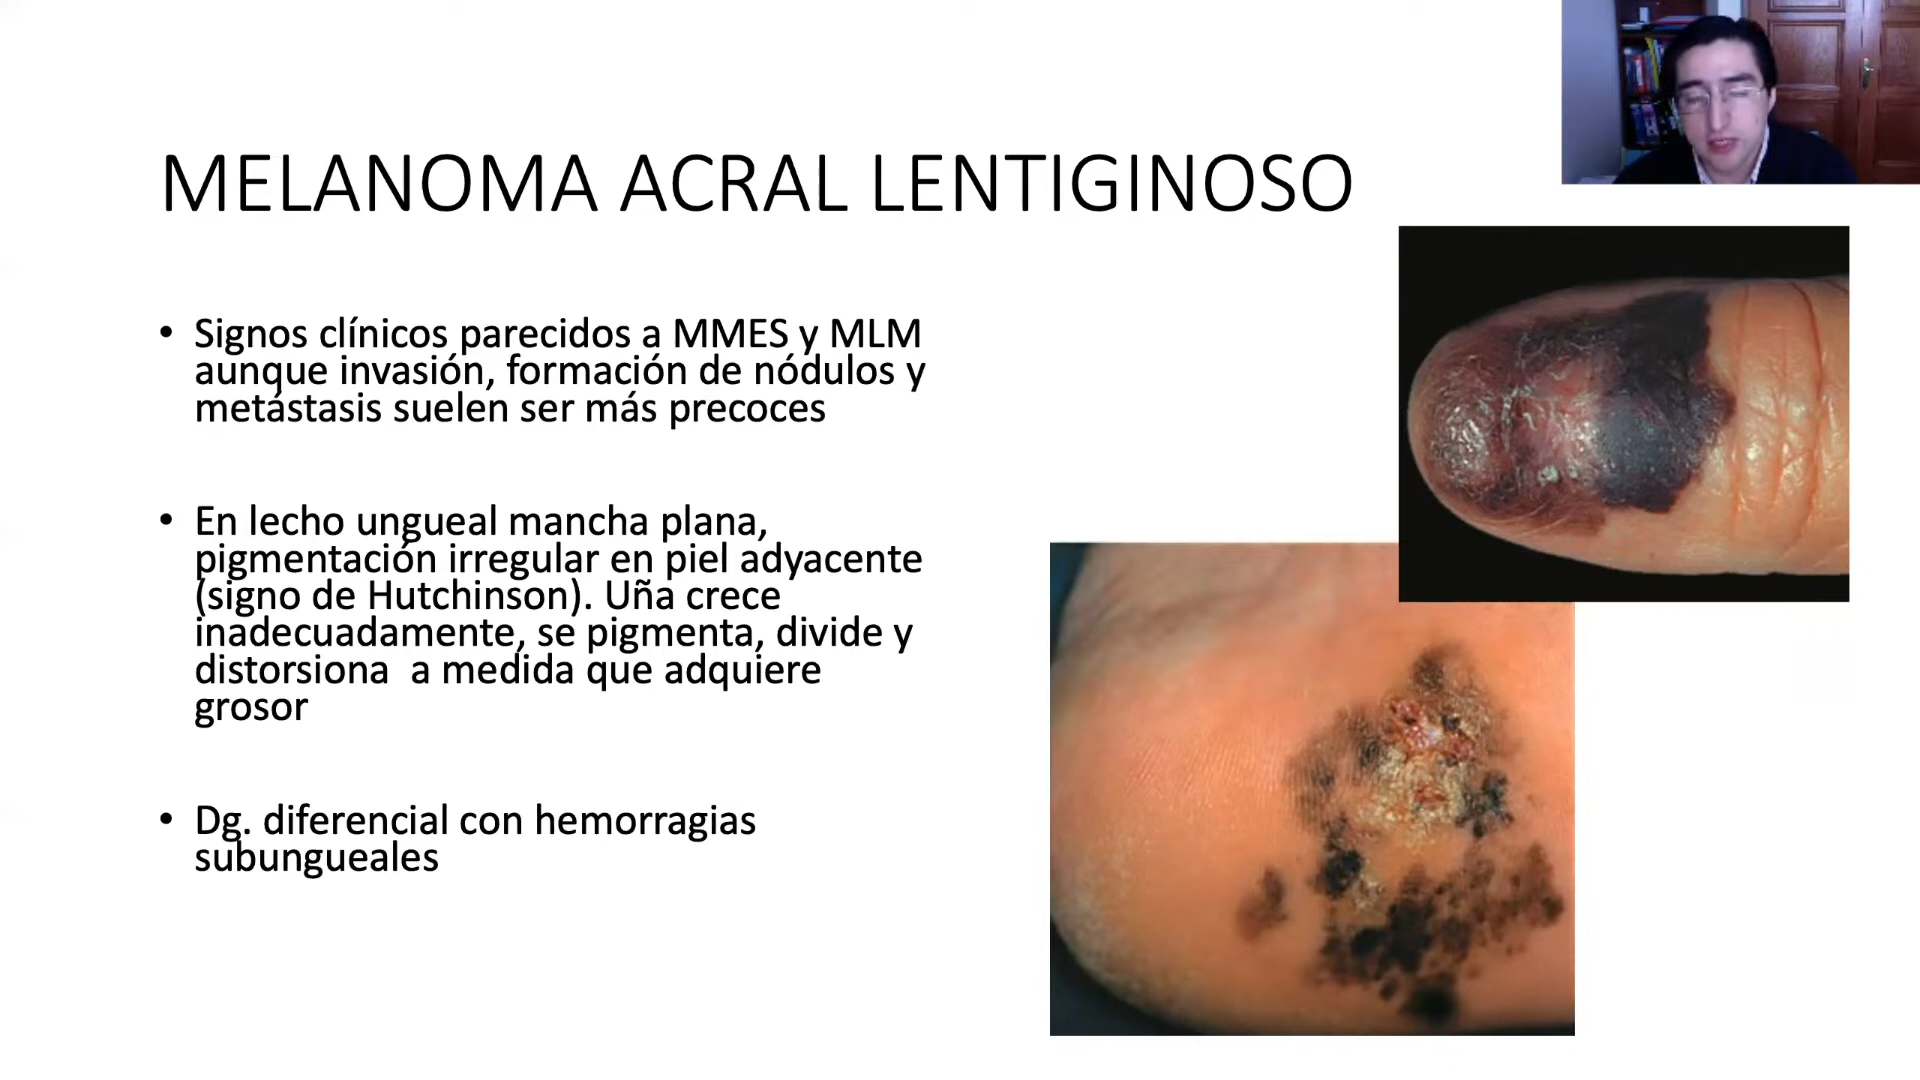 MELANOMA ACRAL LENTIGINOSO
• Signos clínicos parecidos a MMES y MLM
aunque invasión, formación de nódulos y
metástasis suelen ser más precoces
• En lecho ungueal mancha plana,
pigmentación irregular en piel adyacente
(signo de Hutchinson). Uña crece
inadecuadamente, se pigmenta, divide y
distorsiona  a medida que adquiere
grosor
• Dg. diferencial con hemorragias
subungueales